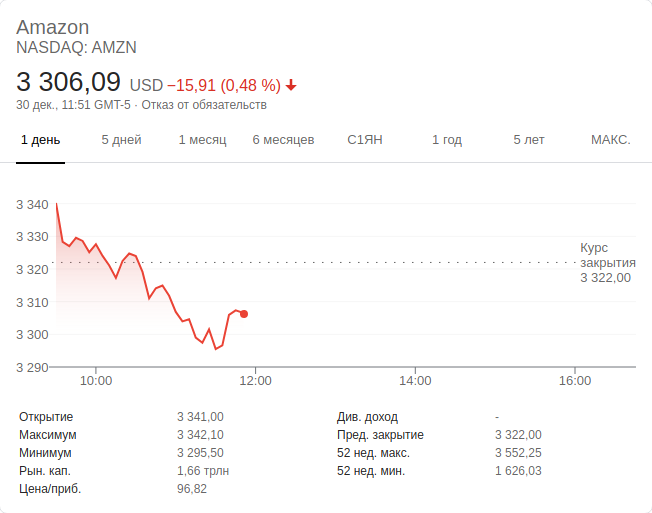 Amazon
NASDAQ: AMZN
3 306,09 USD −15,91 (0,48 %)
30 дек., 11:51 GMT-5 · Отказ от обязательств
1 день 5 дней 1 месяц 6 месяцев С1ЯН 1 год 5 лет МАКС.
3 340
3 330
3 320
3 310
3 300
3 290
Курс
закрытия
3 322,00
10:00 12:00 14:00 16:00
Открытие 3 341,00 Див. доход -
Максимум 3 342,10 Пред. закрытие 3 322,00
Минимум 3 295,50 52 нед. макс. 3 552,25
Рын. кап. 1,66 трлн 52 нед. мин. 1 626,03
Цена/приб. 96,82